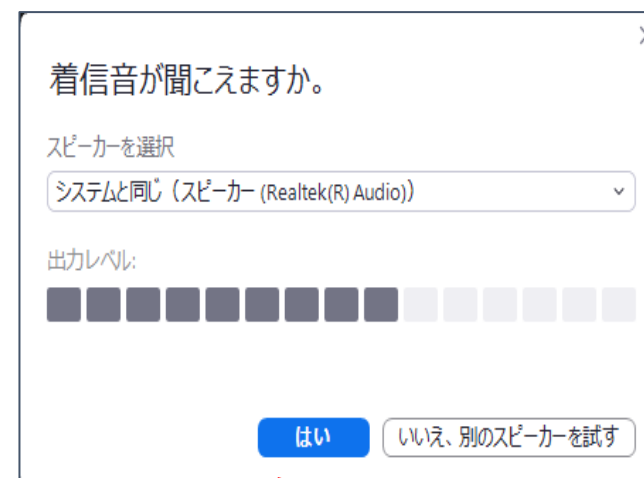 着信音が聞こえますか。
スピーカーを選択
システムと同じ (スピーカー (Realtek(R) Audio))
出力レベル:
はい
いいえ、別のスピーカーを試す